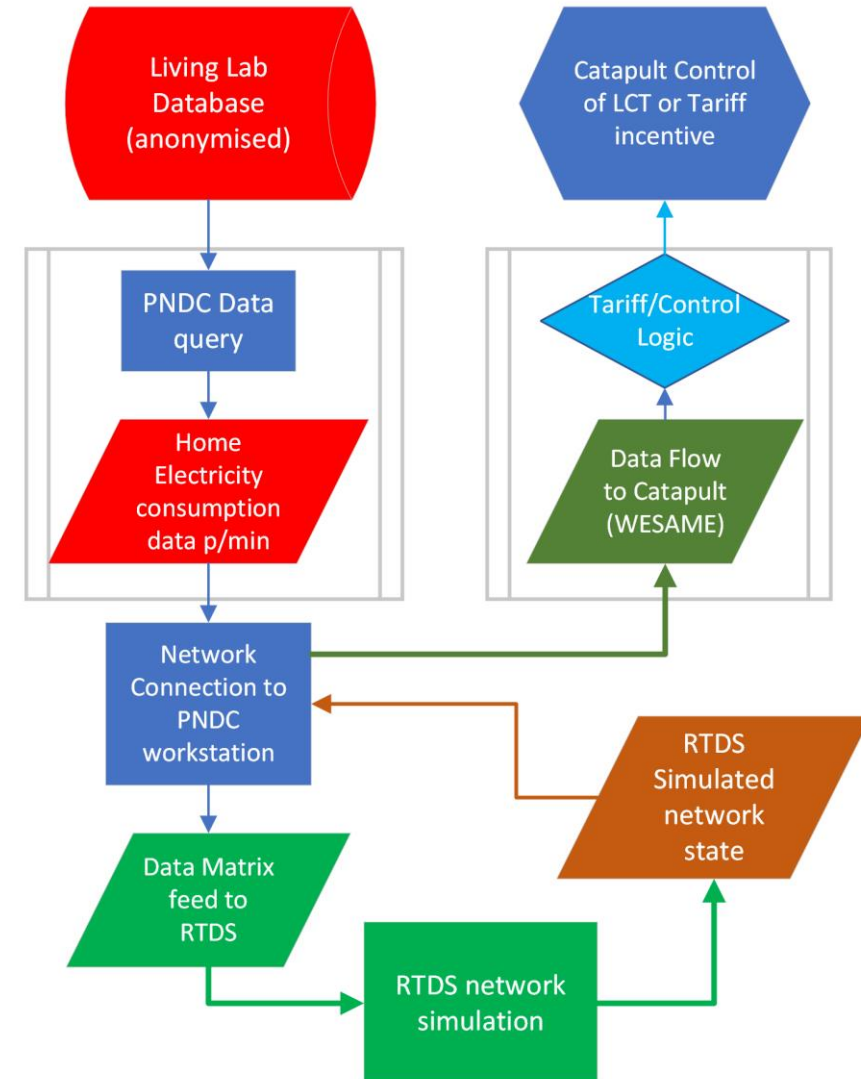 Living Lab
Database
(anonymised)
PNDC Data
query
Home
Electricity
consumption
data p/min
Network
Connection to
PNDC
workstation
Data Matrix
feed to
RTDS
RTDS network
simulation
RTDS
Simulated
network
state
Data Flow
to Catapult
(WESAME)
Tariff/Control
Logic
Catapult Control
of LCT or Tariff
incentive